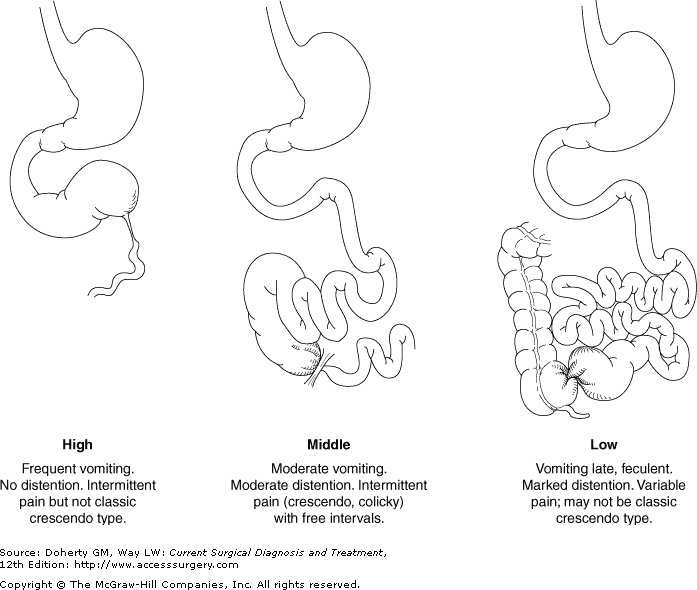 High
Frequent vomiting.
No distention. Intermittent
pain but not classic
crescendo type.
Middle
Moderate vomiting.
Moderate distention. Intermittent
pain (crescendo, colicky)
with free intervals.
Low
Vomiting late, feculent.
Marked distention. Variable
pain; may not be classic
crescendo type.
Source: Doherty GM, Way LW: Current Surgical Diagnosis and Treatment,
12th Edition: http://www.accesssurgery.com
Copyright © The McGraw-Hill Companies, Inc. All rights reserved.